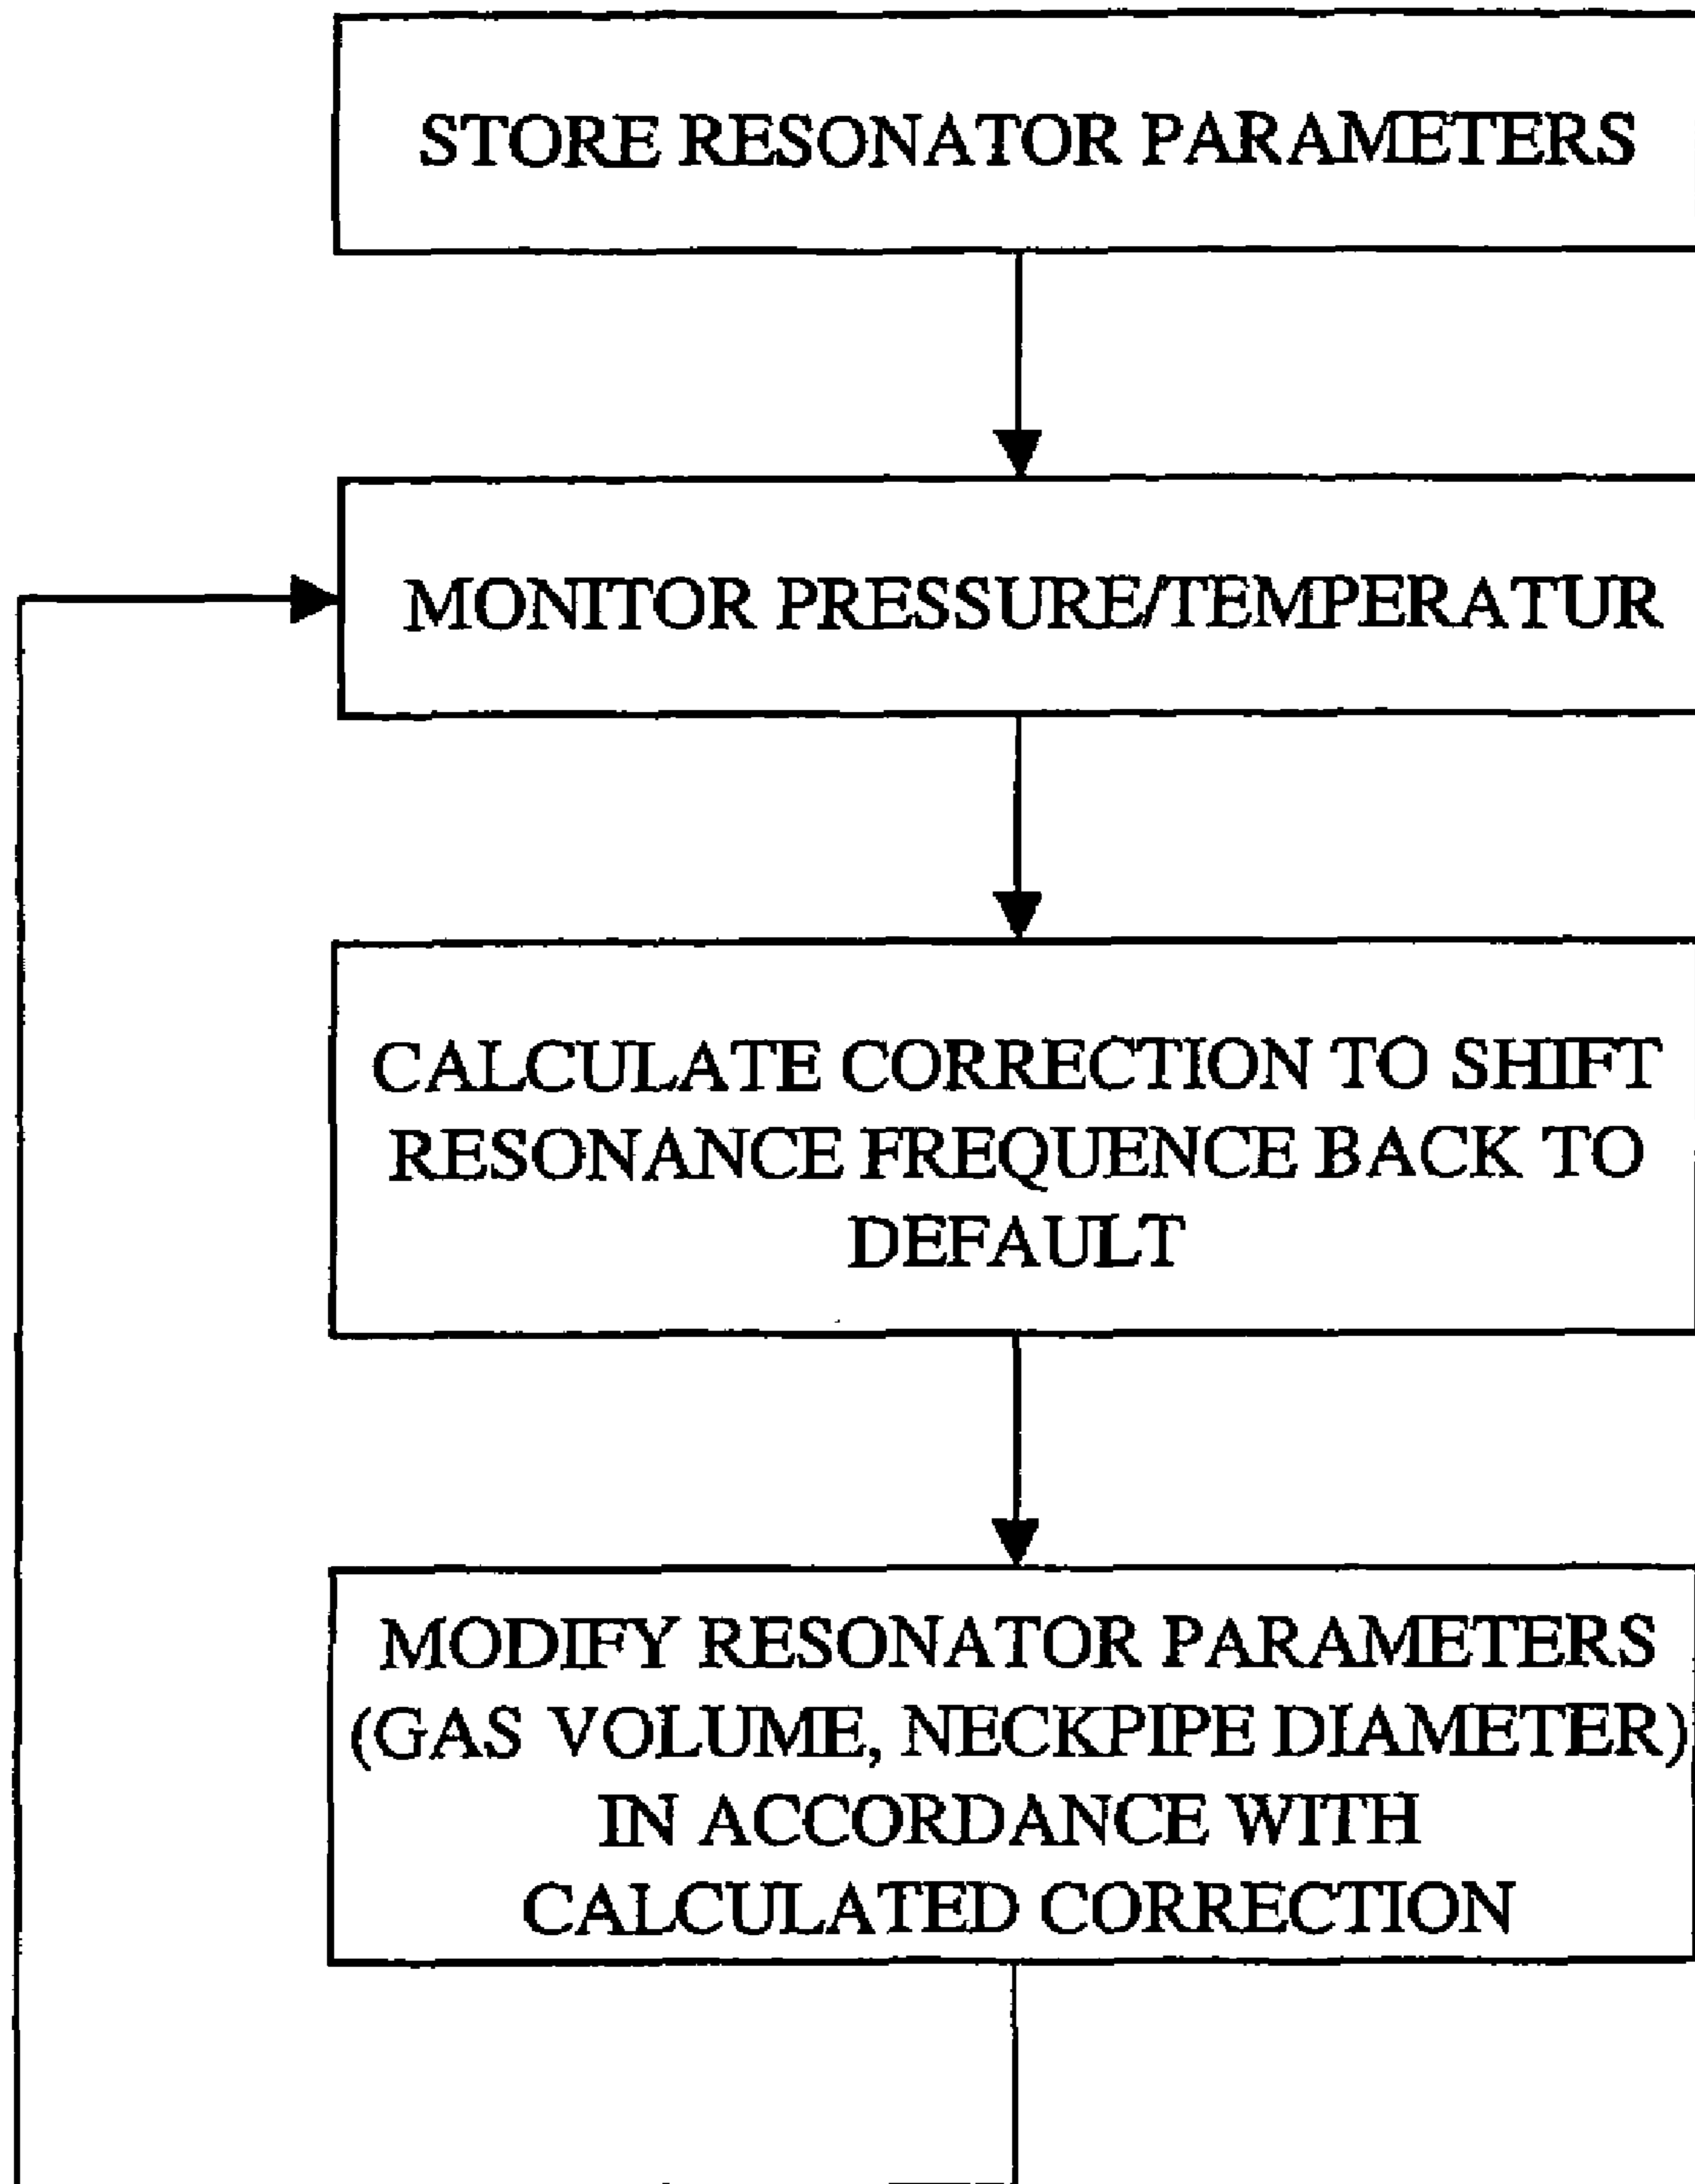 STORE RESONATOR PARAMETERS
MONITOR PRESSURE/TEMPERATUR
CALCULATE CORRECTION TO SHIFT
RESONANCE FREQUENCE BACK TO
DEFAULT
MODIFY RESONATOR PARAMETERS
(GAS VOLUME, NECKPIPE DIAMETER)
IN ACCORDANCE WITH
CALCULATED CORRECTION